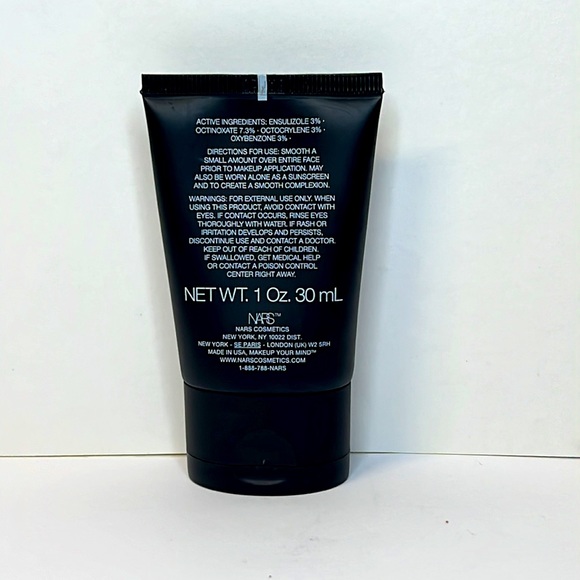 ACTIVE INGREDIENTS: ENSULIZOLE 3% •
OCTINOXATE 7.3% • OCTOCRYLENE 3% •
OXYBENZONE 3% •
DIRECTIONS FOR USE: SMOOTH A
SMALL AMOUNT OVER ENTIRE FACE
PRIOR TO MAKEUP APPLICATION. MAY
ALSO BE WORN ALONE AS A SUNSCREEN
AND TO CREATE A SMOOTH COMPLEXION.
WARNINGS: FOR EXTERNAL USE ONLY. WHEN
USING THIS PRODUCT, AVOID CONTACT WITH
EYES. IF CONTACT OCCURS, RINSE EYES
THOROUGHLY WITH WATER. IF RASH OR
IRRITATION DEVELOPS AND PERSISTS,
DISCONTINUE USE AND CONTACT A DOCTOR.
KEEP OUT OF REACH OF CHILDREN.
IF SWALLOWED, GET MEDICAL HELP
OR CONTACT A POISON CONTROL
CENTER RIGHT AWAY.
NET WT. 1 Oz. 30 mL
NARS™
NARS COSMETICS
NEW YORK, NY 10022 DIST.
NEW YORK - SE PARIS - LONDON (UK) W2 5RH
MADE IN USA, MAKEUP YOUR MIND™
WWW.NARSCOSMETICS.COM
1-888-788-NARS